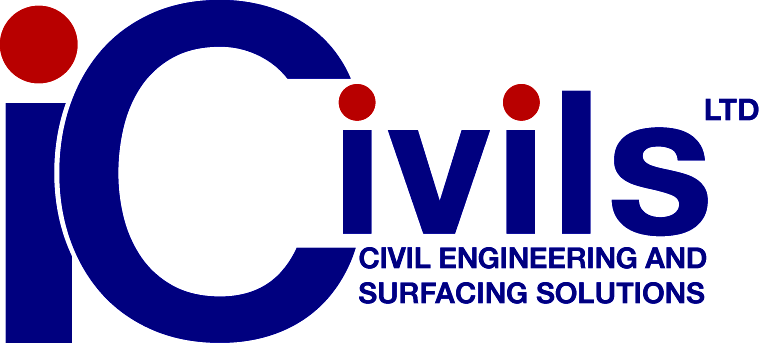 iCivils LTD
CIVIL ENGINEERING AND
SURFACING SOLUTIONS